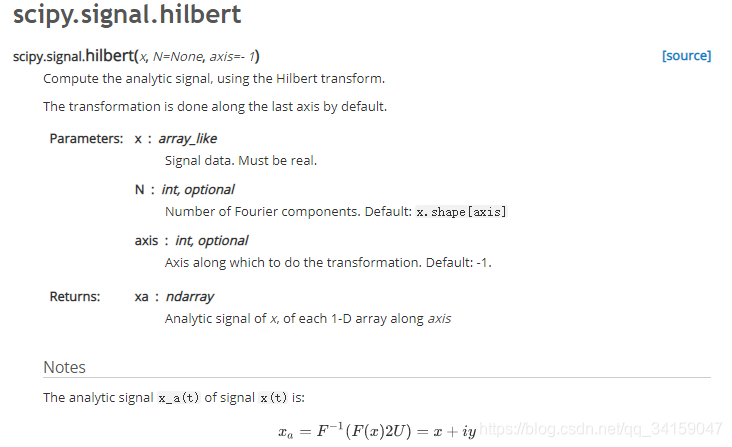 scipy.signal.hilbert
scipy.signal.hilbert(x, N=None, axis=- 1) [source]
Compute the analytic signal, using the Hilbert transform.
The transformation is done along the last axis by default.
Parameters: x : array_like
Signal data. Must be real.
N : int, optional
Number of Fourier components. Default: x.shape[axis]
axis : int, optional
Axis along which to do the transformation. Default: -1.
Returns: xa : ndarray
Analytic signal of x, of each 1-D array along axis
Notes
The analytic signal x_a(t) of signal x(t) is:
xₐ = F⁻¹(F(x)2U) = x + iy
https://blog.csdn.net/qq_34159047